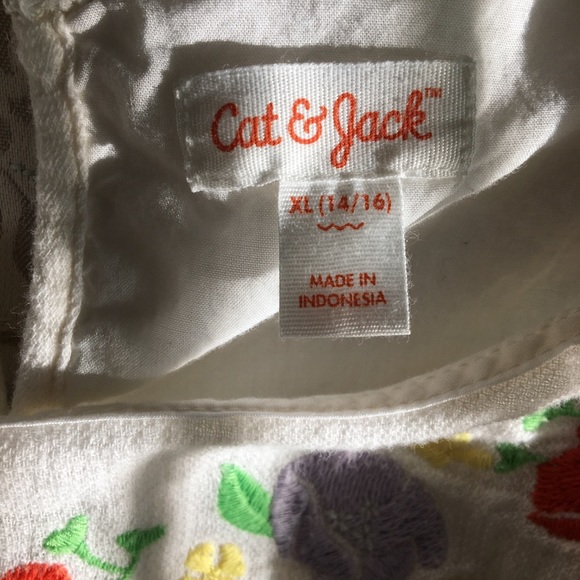 Cat & Jack™
XL (14/16)
MADE IN
INDONESIA